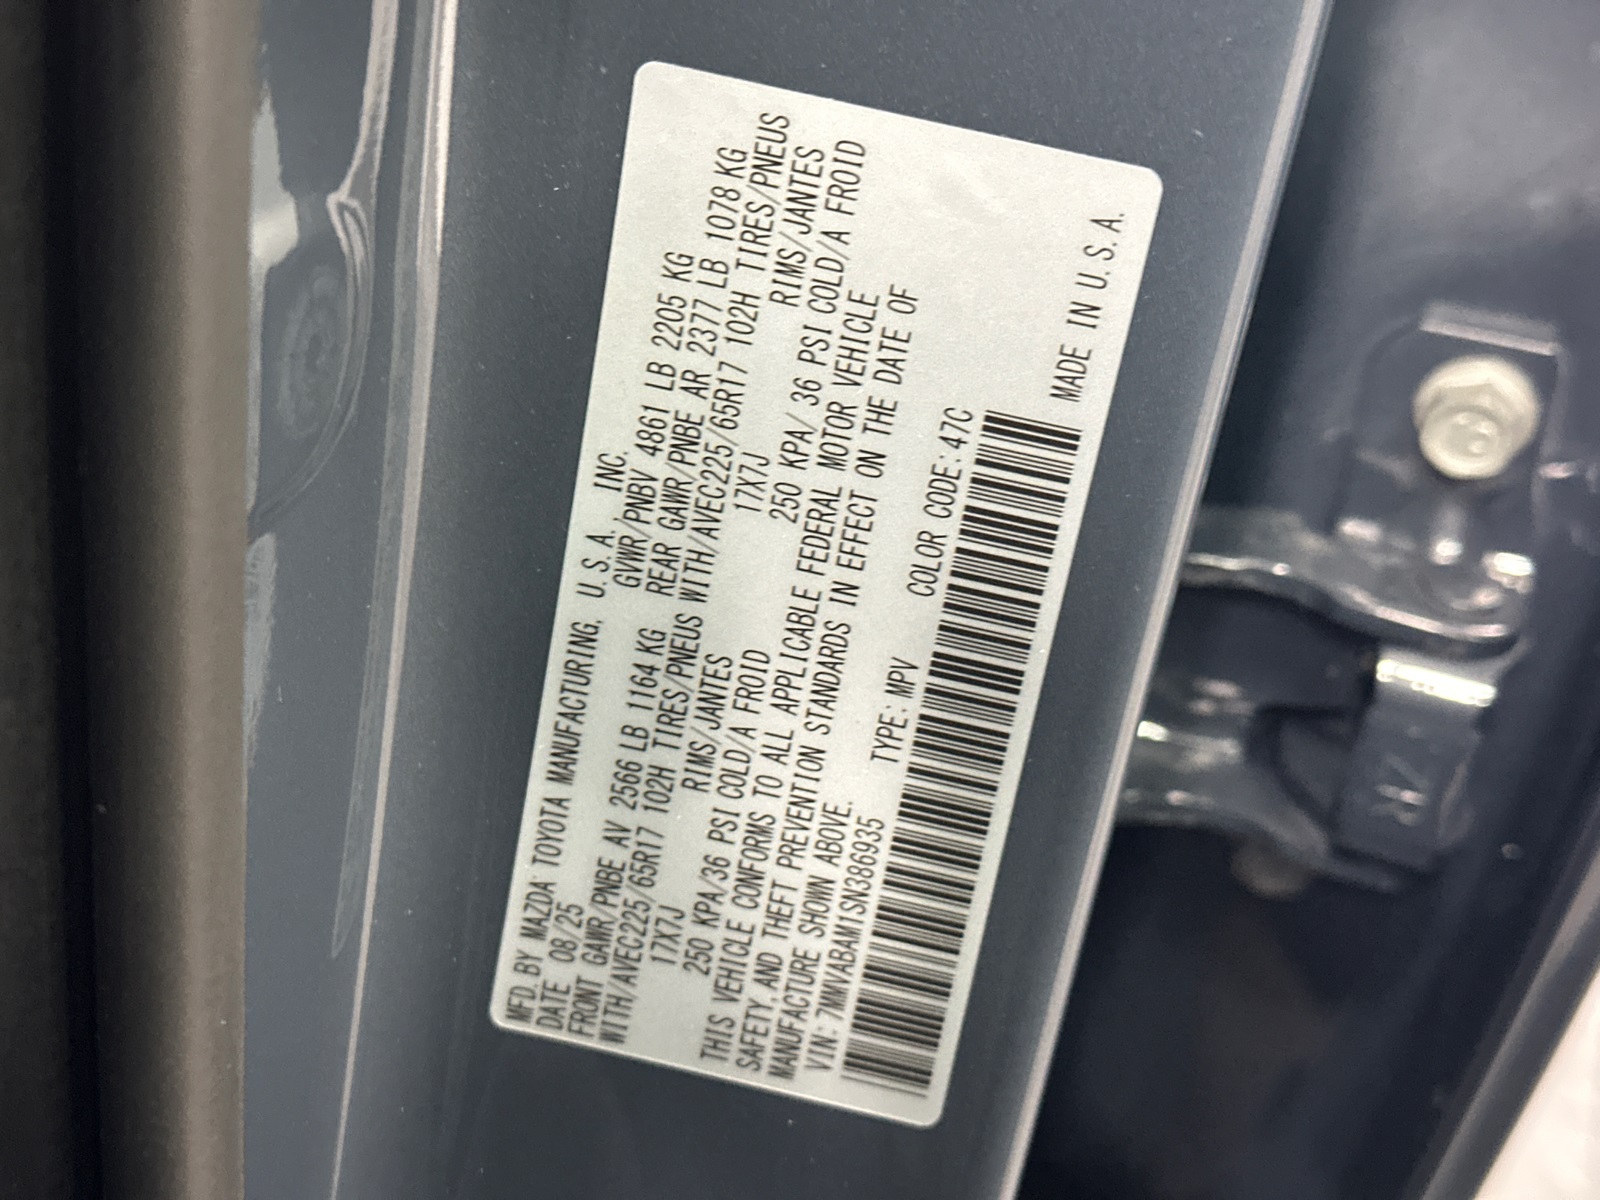 MFD. BY MAZDA TOYOTA MANUFACTURING, U.S.A., INC.
DATE 08/25 GVWR/PNBV 4861 LB 2205 KG
FRONT GAWR/PNBE AV 2566 LB 1164 KG REAR GAWR/PNBE AR 2377 LB 1078 KG
WITH/AVEC225/65R17 102H TIRES/PNEUS WITH/AVEC225/65R17 102H TIRES/PNEUS
17X7J RIMS/JANTES 17X7J RIMS/JANTES
250 KPA/36 PSI COLD/A FROID 250 KPA/ 36 PSI COLD/A FROID
THIS VEHICLE CONFORMS TO ALL APPLICABLE FEDERAL MOTOR VEHICLE
SAFETY, AND THEFT PREVENTION STANDARDS IN EFFECT ON THE DATE OF
MANUFACTURE SHOWN ABOVE.
VIN: 7MMVABAM1SN386935 TYPE: MPV COLOR CODE: 47C
MADE IN U.S.A.
RZ